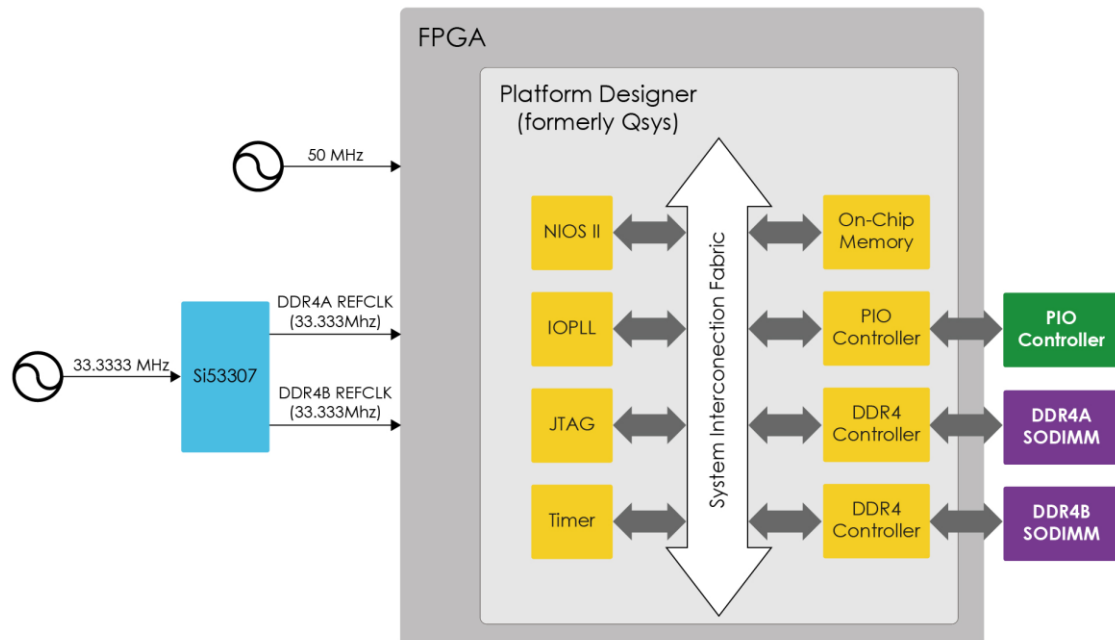 FPGA
Platform Designer
(formerly Qsys)
50 MHz
NIOS II
On-Chip
Memory
System Interconnection Fabric
DDR4A REFCLK
(33.333Mhz)
IOPLL
PIO
Controller
PIO
Controller
33.3333 MHz
Si53307
DDR4B REFCLK
(33.333Mhz)
JTAG
DDR4
Controller
DDR4A
SODIMM
Timer
DDR4
Controller
DDR4B
SODIMM